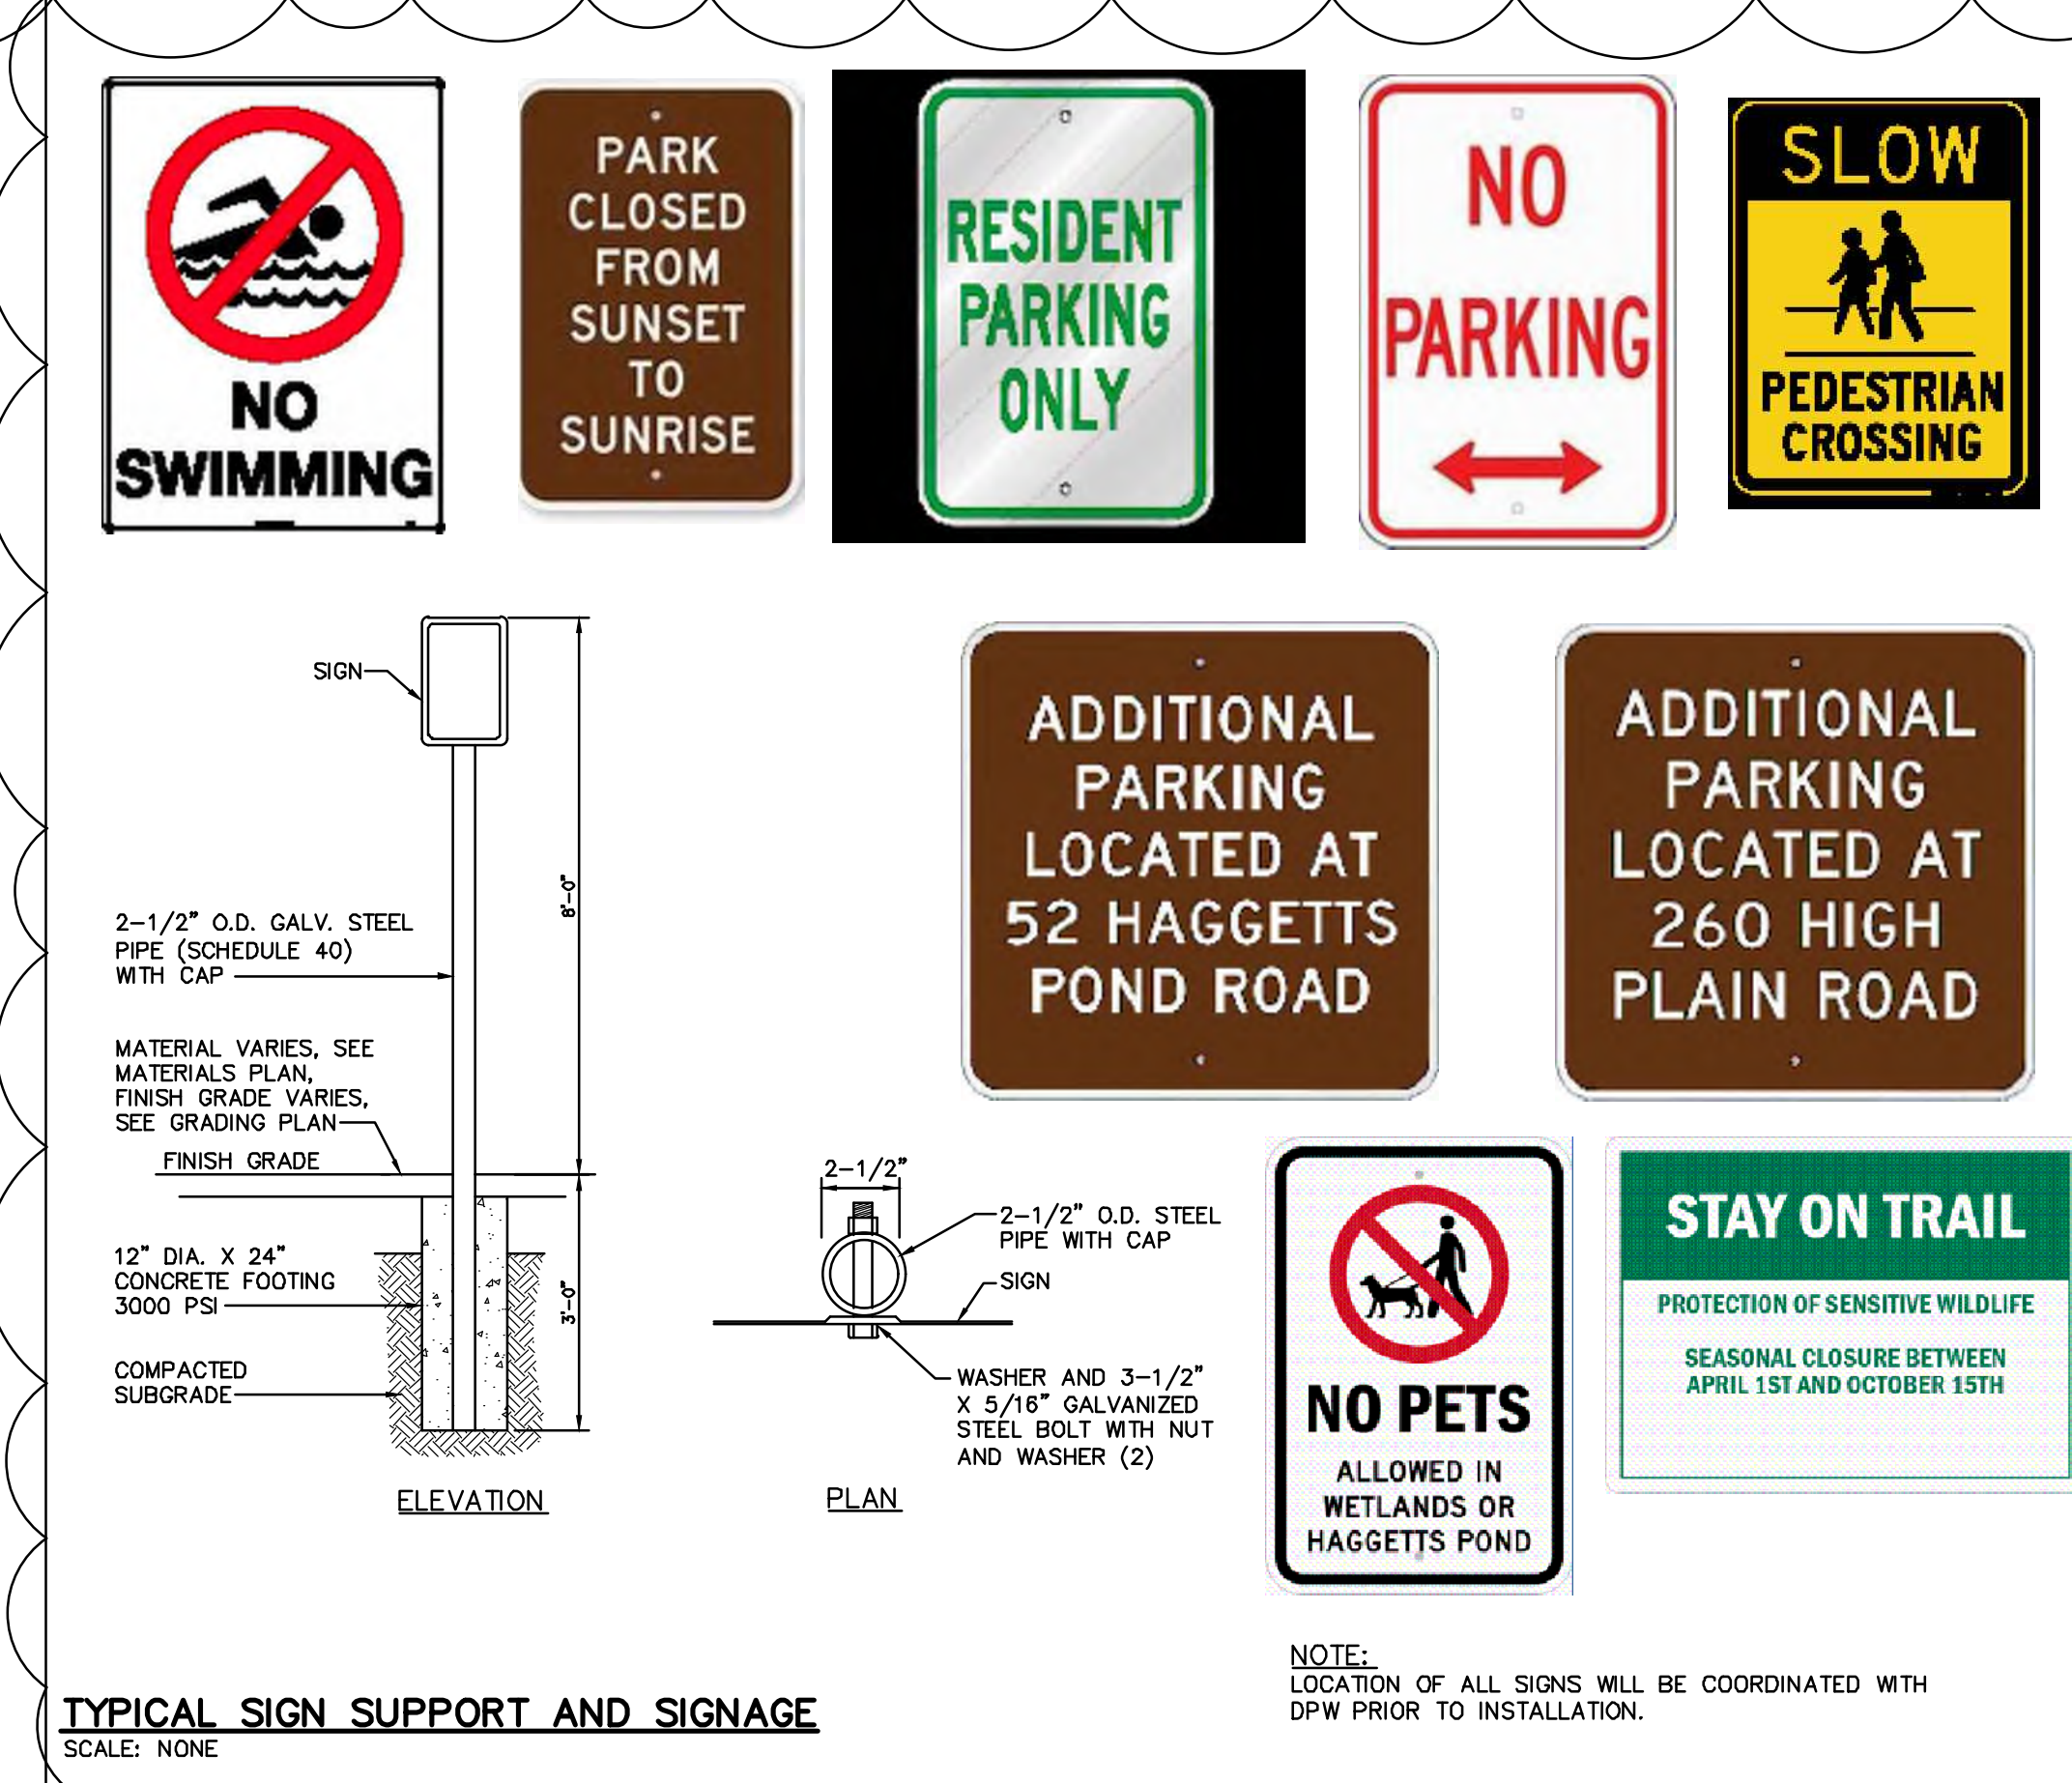 NO
SWIMMING
PARK
CLOSED
FROM
SUNSET
TO
SUNRISE
RESIDENT
PARKING
ONLY
NO
PARKING
SLOW
PEDESTRIAN
CROSSING
SIGN
8'-0"
2-1/2" O.D. GALV. STEEL
PIPE (SCHEDULE 40)
WITH CAP
MATERIAL VARIES, SEE
MATERIALS PLAN,
FINISH GRADE VARIES,
SEE GRADING PLAN
FINISH GRADE
12" DIA. X 24"
CONCRETE FOOTING
3000 PSI
3'-0"
COMPACTED
SUBGRADE
ELEVATION
2-1/2"
2-1/2" O.D. STEEL
PIPE WITH CAP
SIGN
WASHER AND 3-1/2"
X 5/16" GALVANIZED
STEEL BOLT WITH NUT
AND WASHER (2)
PLAN
ADDITIONAL
PARKING
LOCATED AT
52 HAGGETTS
POND ROAD
ADDITIONAL
PARKING
LOCATED AT
260 HIGH
PLAIN ROAD
NO PETS
ALLOWED IN
WETLANDS OR
HAGGETTS POND
STAY ON TRAIL
PROTECTION OF SENSITIVE WILDLIFE
SEASONAL CLOSURE BETWEEN
APRIL 1ST AND OCTOBER 15TH
NOTE:
LOCATION OF ALL SIGNS WILL BE COORDINATED WITH
DPW PRIOR TO INSTALLATION.
TYPICAL SIGN SUPPORT AND SIGNAGE
SCALE: NONE